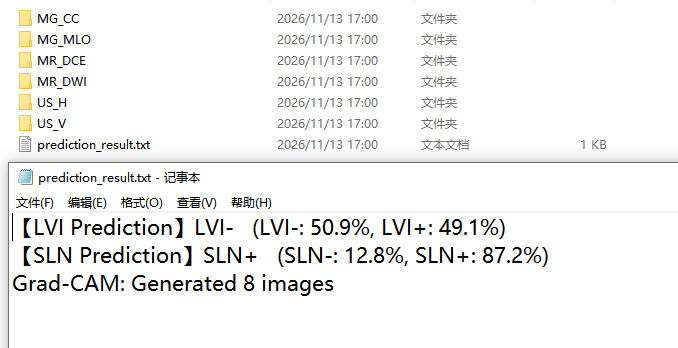 MG_CC 2026/11/13 17:00 文件夹
MG_MLO 2026/11/13 17:00 文件夹
MR_DCE 2026/11/13 17:00 文件夹
MR_DWI 2026/11/13 17:00 文件夹
US_H 2026/11/13 17:00 文件夹
US_V 2026/11/13 17:00 文件夹
prediction_result.txt 2026/11/13 17:00 文本文档 1 KB
prediction_result.txt - 记事本
文件(F) 编辑(E) 格式(O) 查看(V) 帮助(H)
【LVI Prediction】LVI- (LVI-: 50.9%, LVI+: 49.1%)
【SLN Prediction】SLN+ (SLN-: 12.8%, SLN+: 87.2%)
Grad-CAM: Generated 8 images